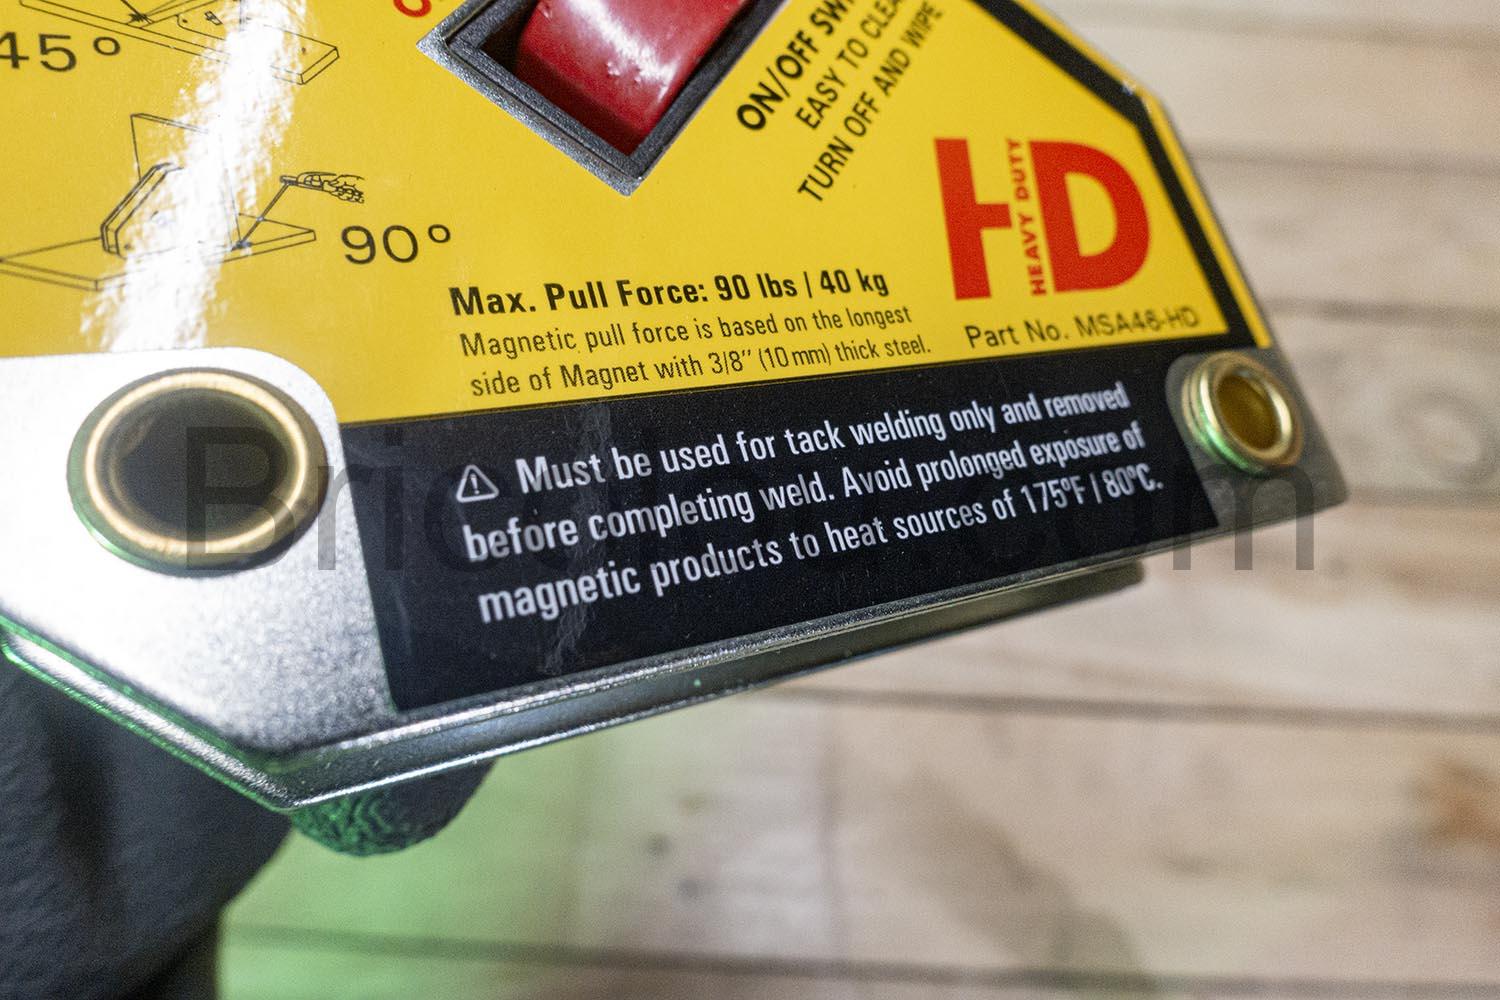 45°
90°
ON/OFF SWI
EASY TO CLEA
TURN OFF AND WIPE
HD
HEAVY DUTY
Max. Pull Force: 90 lbs | 40 kg
Magnetic pull force is based on the longest
side of Magnet with 3/8" (10 mm) thick steel.
Part No. MSA46-HD
⚠ Must be used for tack welding only and removed
before completing weld. Avoid prolonged exposure of
magnetic products to heat sources of 175°F | 80°C.